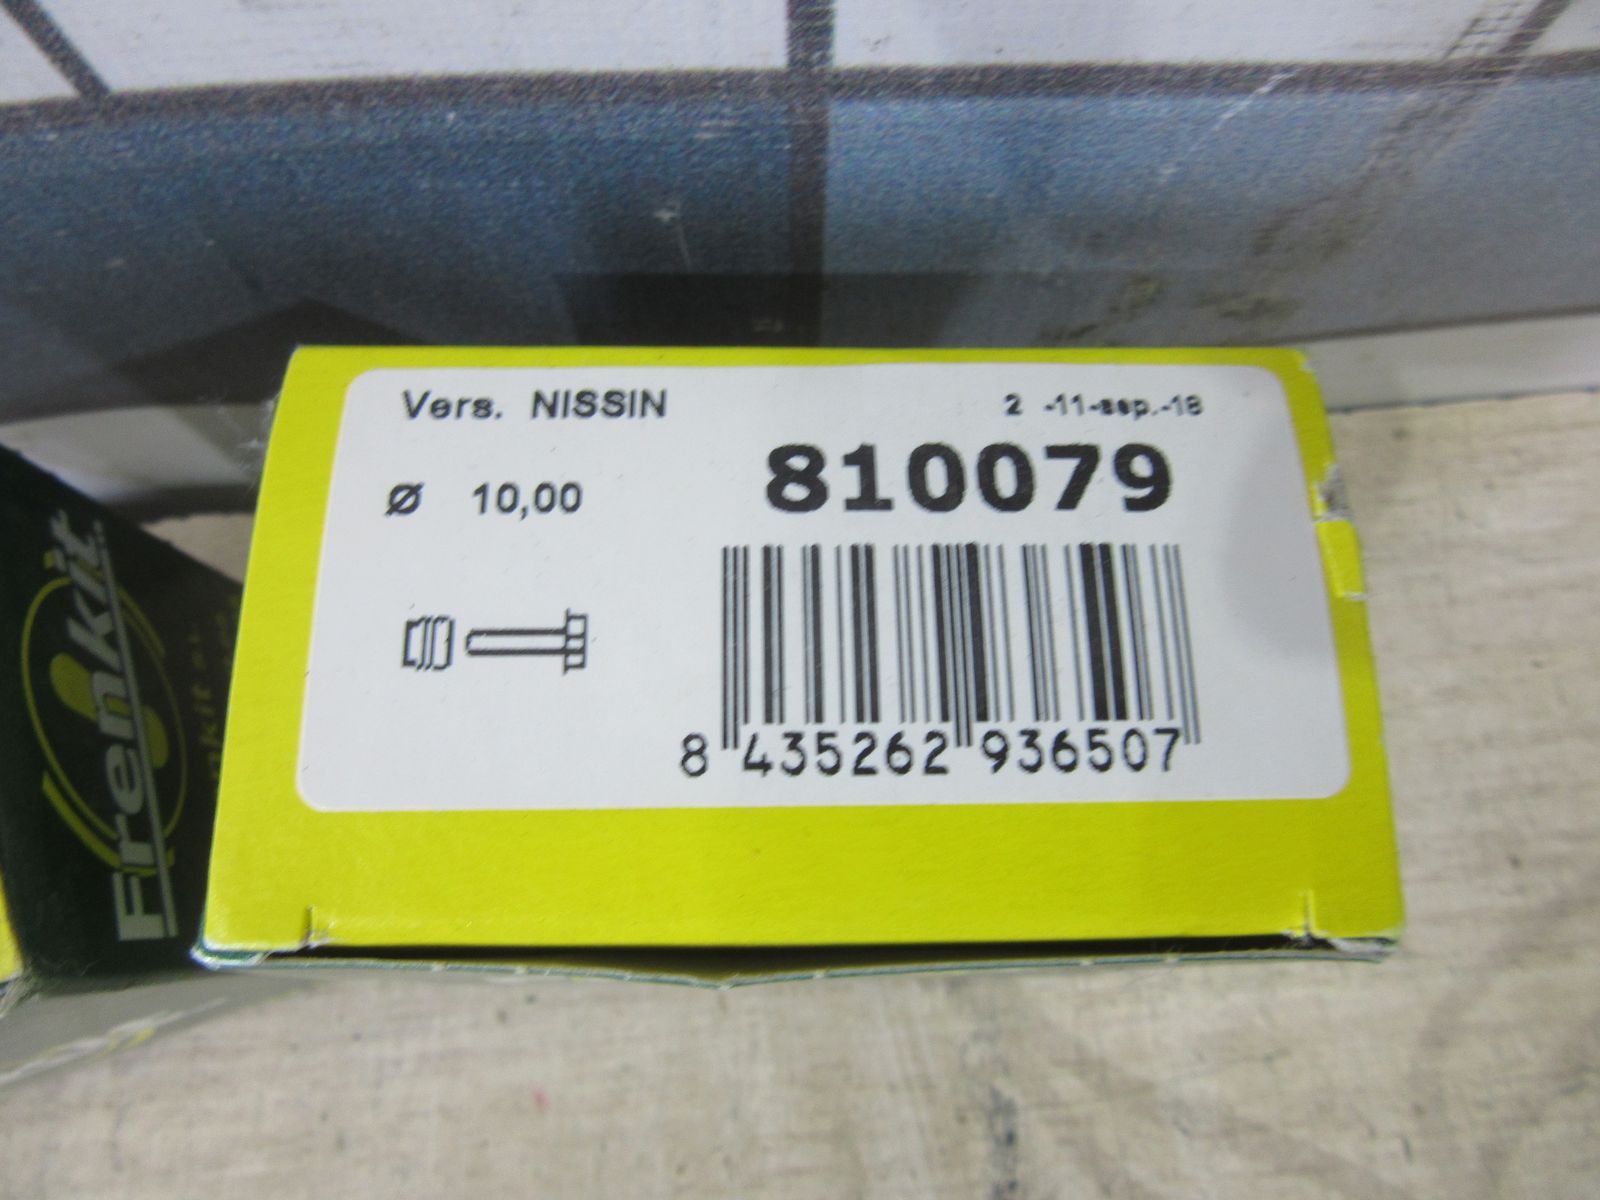 Vers. NISSIN
2 -11-sep.-18
810079
Ø 10,00
8 435262 936507
Frenkit